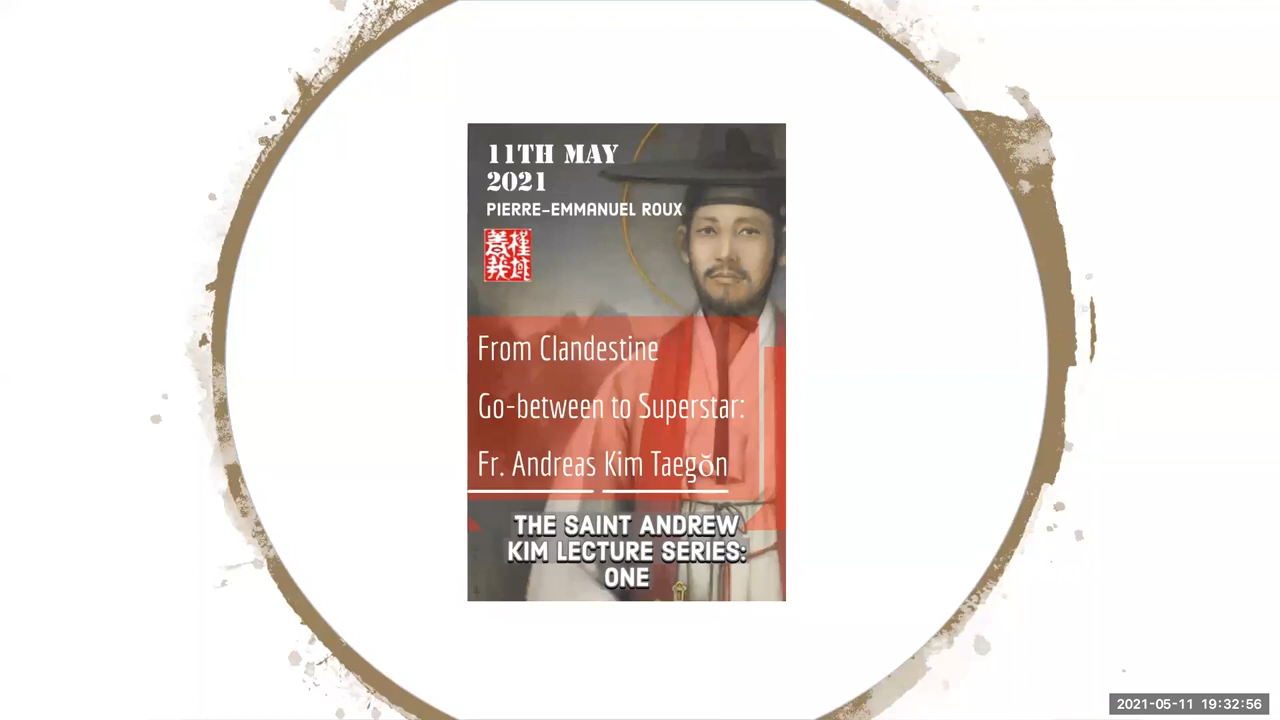 11TH MAY
2021
PIERRE-EMMANUEL ROUX
From Clandestine
Go-between to Superstar:
Fr. Andreas Kim Taegŏn
THE SAINT ANDREW
KIM LECTURE SERIES:
ONE
2021-05-11 19:32:56